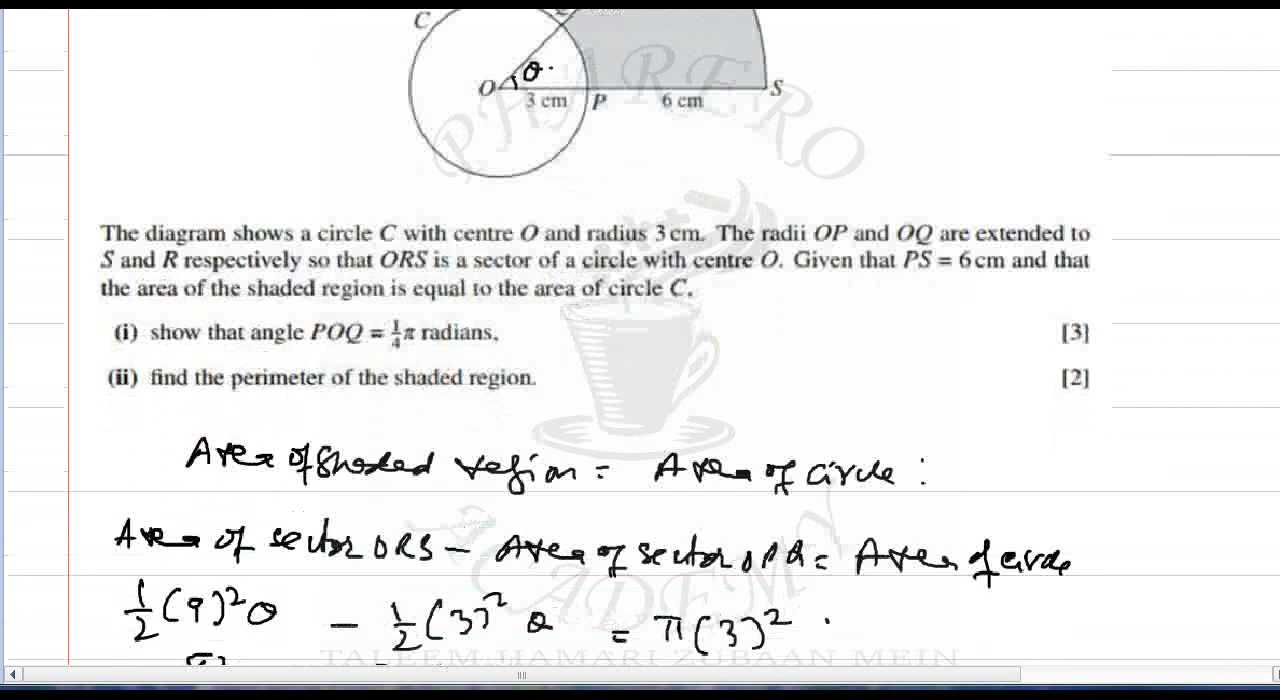 C
O θ.
3 cm P 6 cm S
PHARERO
The diagram shows a circle C with centre O and radius 3 cm. The radii OP and OQ are extended to
S and R respectively so that ORS is a sector of a circle with centre O. Given that PS = 6 cm and that
the area of the shaded region is equal to the area of circle C,
(i) show that angle POQ = ¼π radians, [3]
(ii) find the perimeter of the shaded region. [2]
Area of Shaded region = Area of circle :
Area of sector ORS − Area of sector OPQ = Area of circle
ACADEMY
½(9)²θ − ½(3)²θ = π(3)² .
TALEEM HAMARI ZUBAAN MEIN